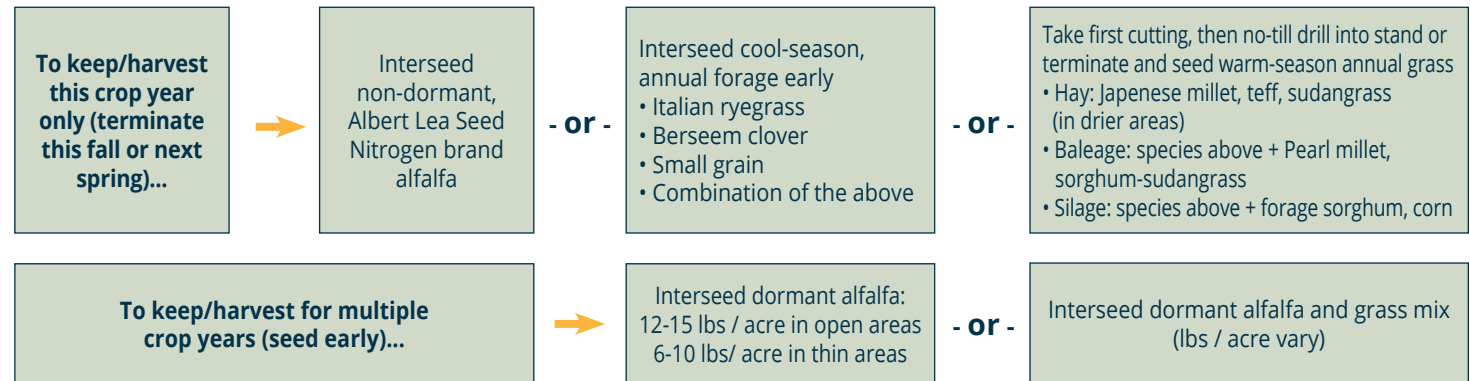 To keep/harvest
this crop year
only (terminate
this fall or next
spring)...
Interseed
non-dormant,
Albert Lea Seed
Nitrogen brand
alfalfa
- or -
Interseed cool-season,
annual forage early
• Italian ryegrass
• Berseem clover
• Small grain
• Combination of the above
- or -
Take first cutting, then no-till drill into stand or
terminate and seed warm-season annual grass
• Hay: Japenese millet, teff, sudangrass
(in drier areas)
• Baleage: species above + Pearl millet,
sorghum-sudangrass
• Silage: species above + forage sorghum, corn
To keep/harvest for multiple
crop years (seed early)...
Interseed dormant alfalfa:
12-15 lbs / acre in open areas
6-10 lbs/ acre in thin areas
- or -
Interseed dormant alfalfa and grass mix
(lbs / acre vary)